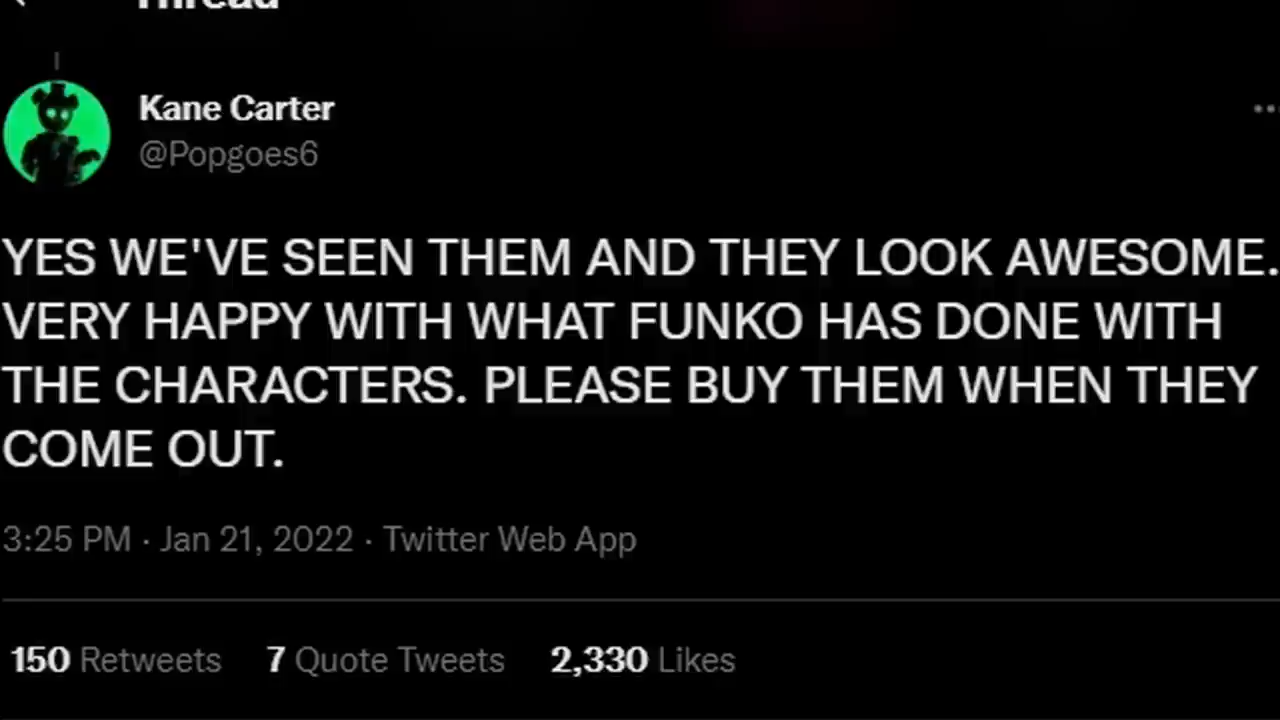 Thread
Kane Carter
@Popgoes6
YES WE'VE SEEN THEM AND THEY LOOK AWESOME.
VERY HAPPY WITH WHAT FUNKO HAS DONE WITH
THE CHARACTERS. PLEASE BUY THEM WHEN THEY
COME OUT.
3:25 PM · Jan 21, 2022 · Twitter Web App
150 Retweets 7 Quote Tweets 2,330 Likes